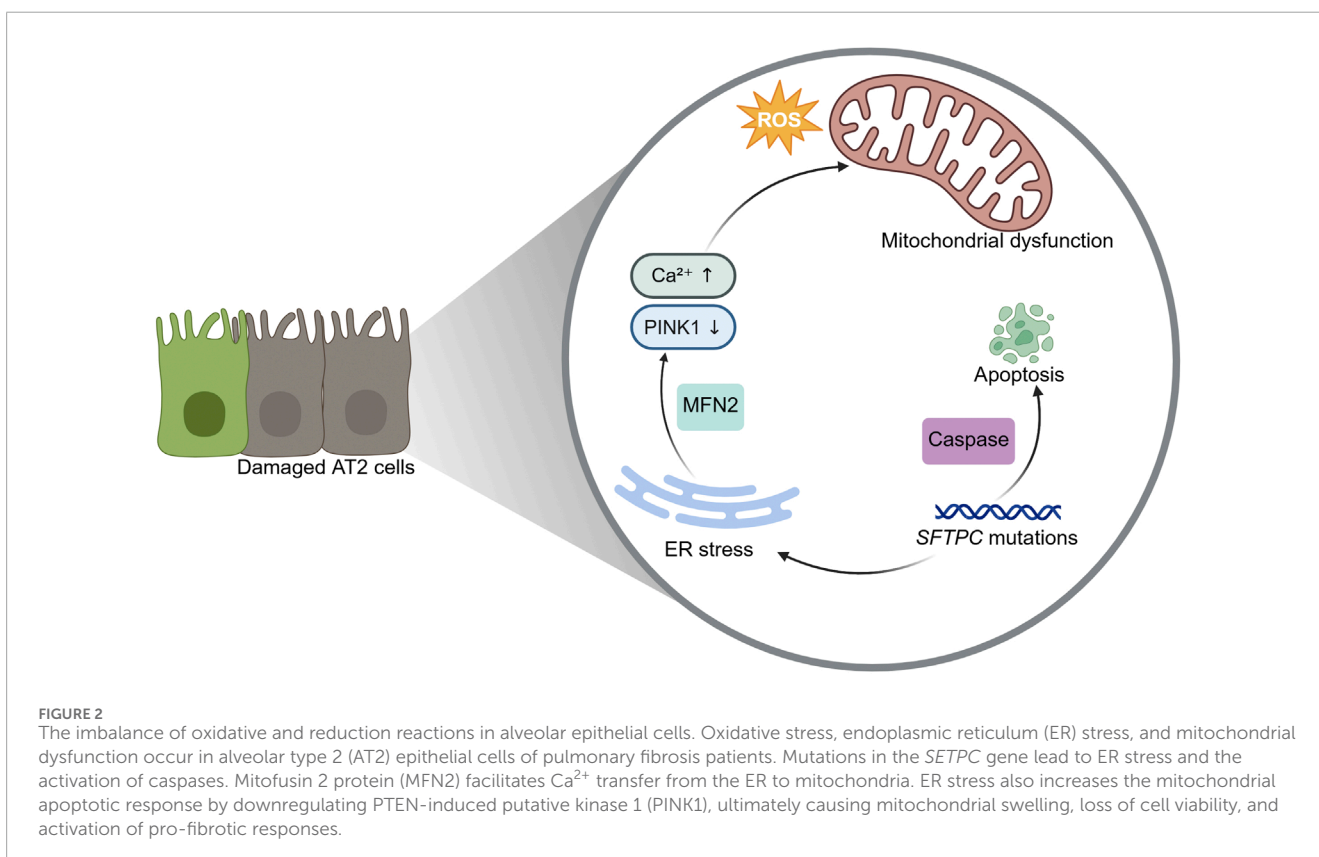 ROS
Mitochondrial dysfunction
Ca²⁺ ↑
PINK1 ↓
MFN2
Apoptosis
Caspase
Damaged AT2 cells
ER stress
SFTPC mutations
FIGURE 2
The imbalance of oxidative and reduction reactions in alveolar epithelial cells. Oxidative stress, endoplasmic reticulum (ER) stress, and mitochondrial
dysfunction occur in alveolar type 2 (AT2) epithelial cells of pulmonary fibrosis patients. Mutations in the SFTPC gene lead to ER stress and the
activation of caspases. Mitofusin 2 protein (MFN2) facilitates Ca²⁺ transfer from the ER to mitochondria. ER stress also increases the mitochondrial
apoptotic response by downregulating PTEN-induced putative kinase 1 (PINK1), ultimately causing mitochondrial swelling, loss of cell viability, and
activation of pro-fibrotic responses.